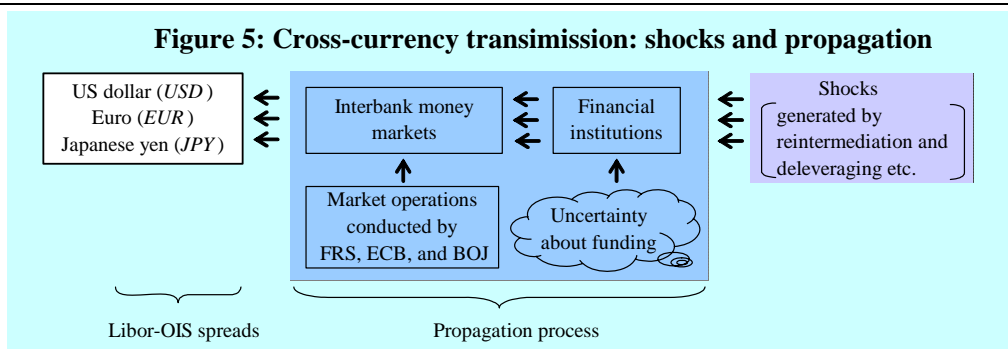 Figure 5: Cross-currency transimission: shocks and propagation
US dollar (USD)
Euro (EUR)
Japanese yen (JPY)
Interbank money
markets
Financial
institutions
Shocks
generated by
reintermediation and
deleveraging etc.
Market operations
conducted by
FRS, ECB, and BOJ
Uncertainty
about funding
Libor-OIS spreads
Propagation process